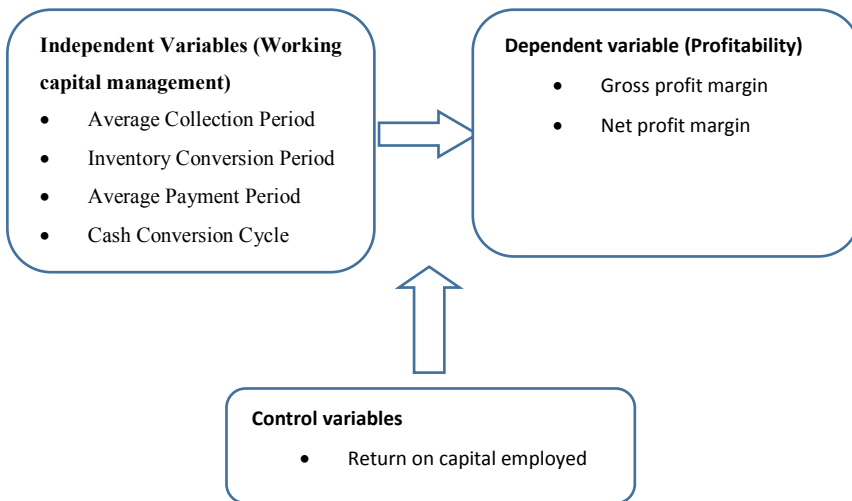 Independent Variables (Working
capital management)
• Average Collection Period
• Inventory Conversion Period
• Average Payment Period
• Cash Conversion Cycle
Dependent variable (Profitability)
• Gross profit margin
• Net profit margin
Control variables
• Return on capital employed